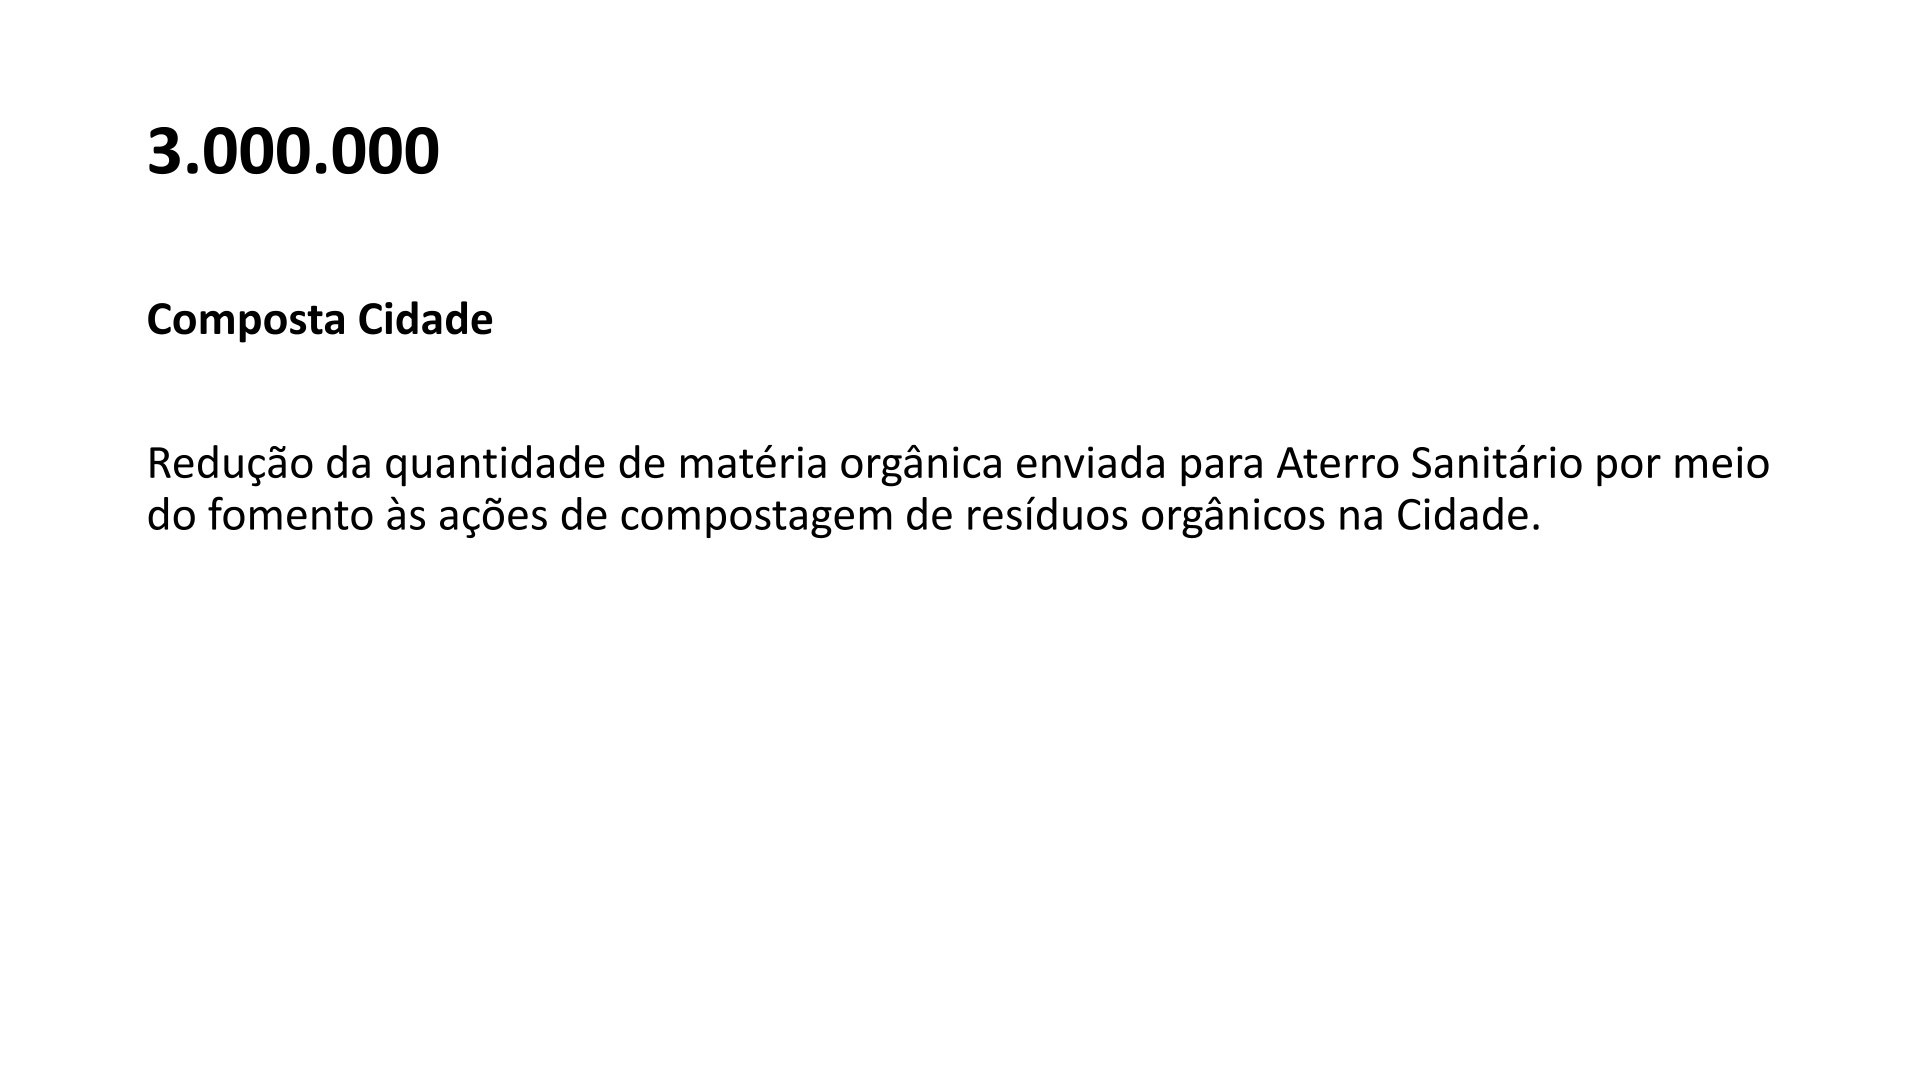 3.000.000
Composta Cidade
Redução da quantidade de matéria orgânica enviada para Aterro Sanitário por meio
do fomento às ações de compostagem de resíduos orgânicos na Cidade.